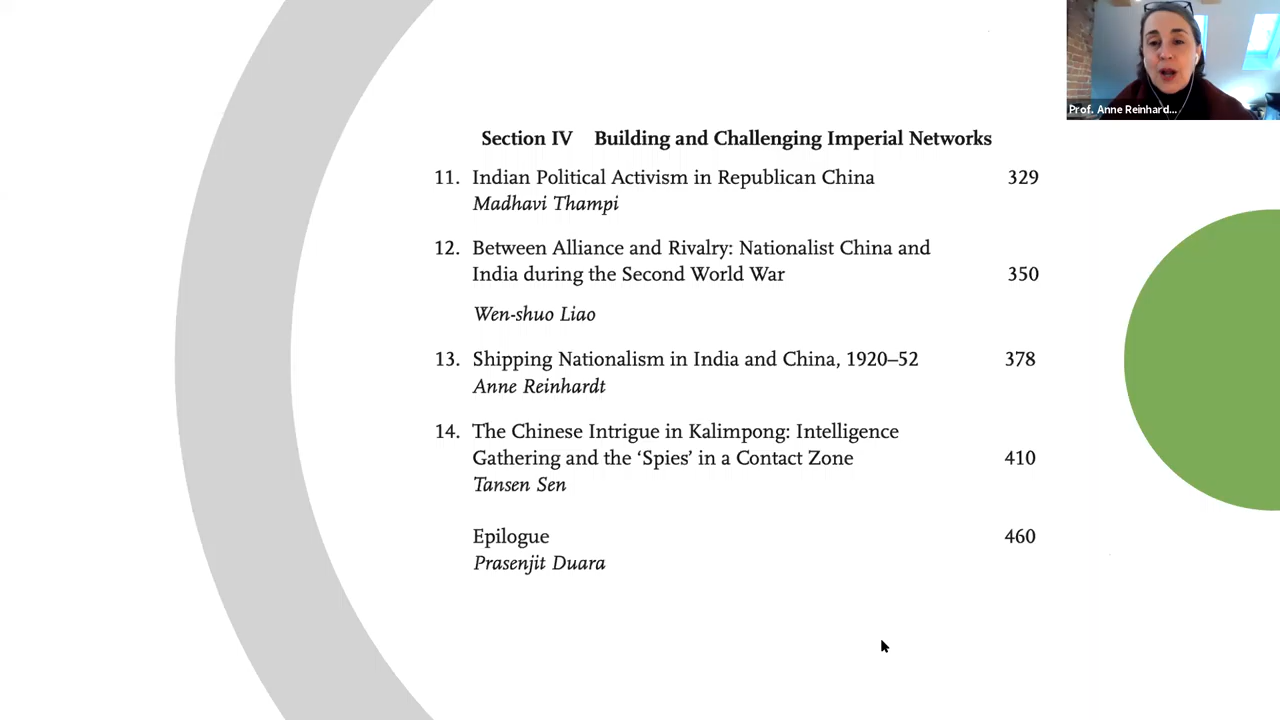 Prof. Anne Reinhard...
Section IV Building and Challenging Imperial Networks
11. Indian Political Activism in Republican China 329
Madhavi Thampi
12. Between Alliance and Rivalry: Nationalist China and
India during the Second World War 350
Wen-shuo Liao
13. Shipping Nationalism in India and China, 1920–52 378
Anne Reinhardt
14. The Chinese Intrigue in Kalimpong: Intelligence
Gathering and the ‘Spies’ in a Contact Zone 410
Tansen Sen
Epilogue 460
Prasenjit Duara